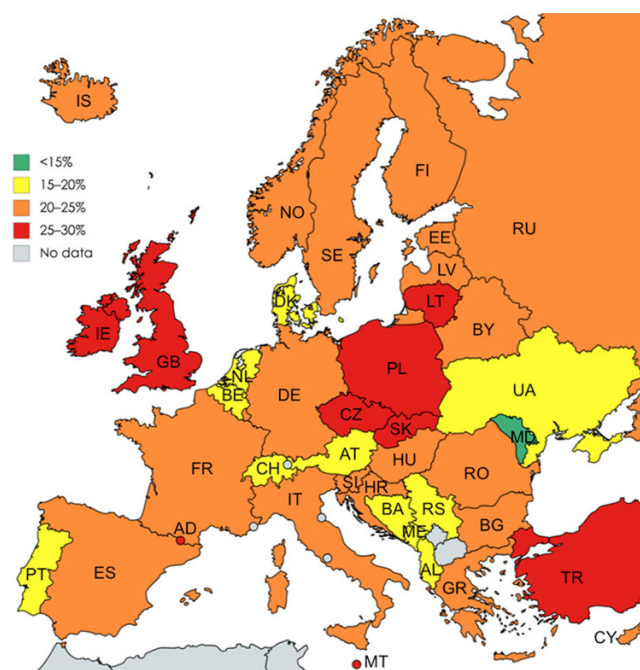 IS
<15%
15–20%
20–25%
25–30%
No data
FI
NO
SE
RU
EE
LV
LT
DK
BY
IE
GB
NL
BE
PL
DE
UA
CZ
SK
MD
FR
CH
AT
HU
RO
SI
HR
IT
BA
RS
AD
ME
BG
PT
ES
AL
GR
TR
CY
MT